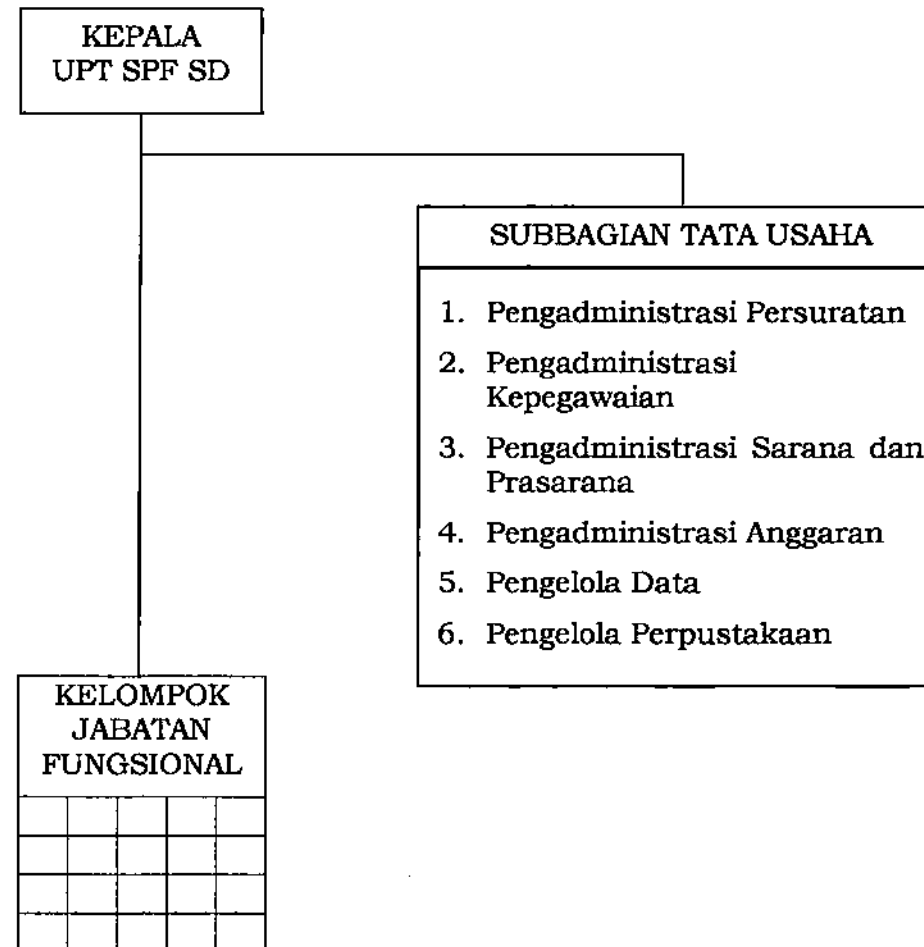 KEPALA
UPT SPF SD
SUBBAGIAN TATA USAHA
1. Pengadministrasi Persuratan
2. Pengadministrasi
Kepegawaian
3. Pengadministrasi Sarana dan
Prasarana
4. Pengadministrasi Anggaran
5. Pengelola Data
6. Pengelola Perpustakaan
KELOMPOK
JABATAN
FUNGSIONAL